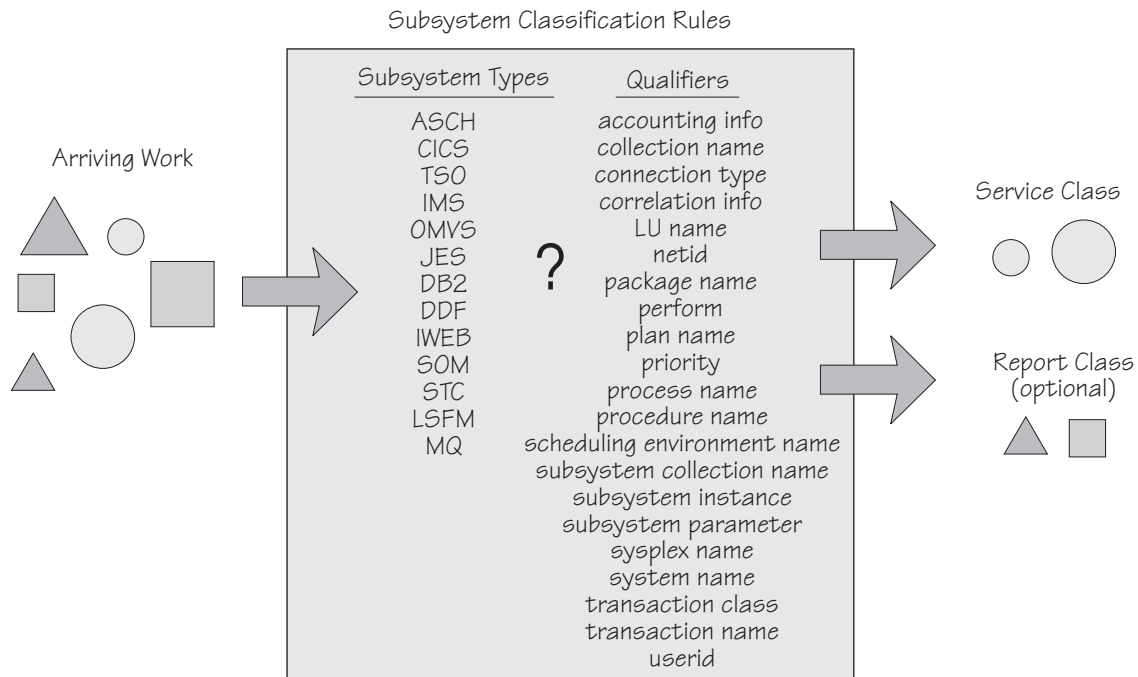 Subsystem Classification Rules
Arriving Work
Subsystem Types
ASCH
CICS
TSO
IMS
OMVS
JES
DB2
DDF
IWEB
SOM
STC
LSFM
MQ
?
Qualifiers
accounting info
collection name
connection type
correlation info
LU name
netid
package name
perform
plan name
priority
process name
procedure name
scheduling environment name
subsystem collection name
subsystem instance
subsystem parameter
sysplex name
system name
transaction class
transaction name
userid
Service Class
Report Class
(optional)